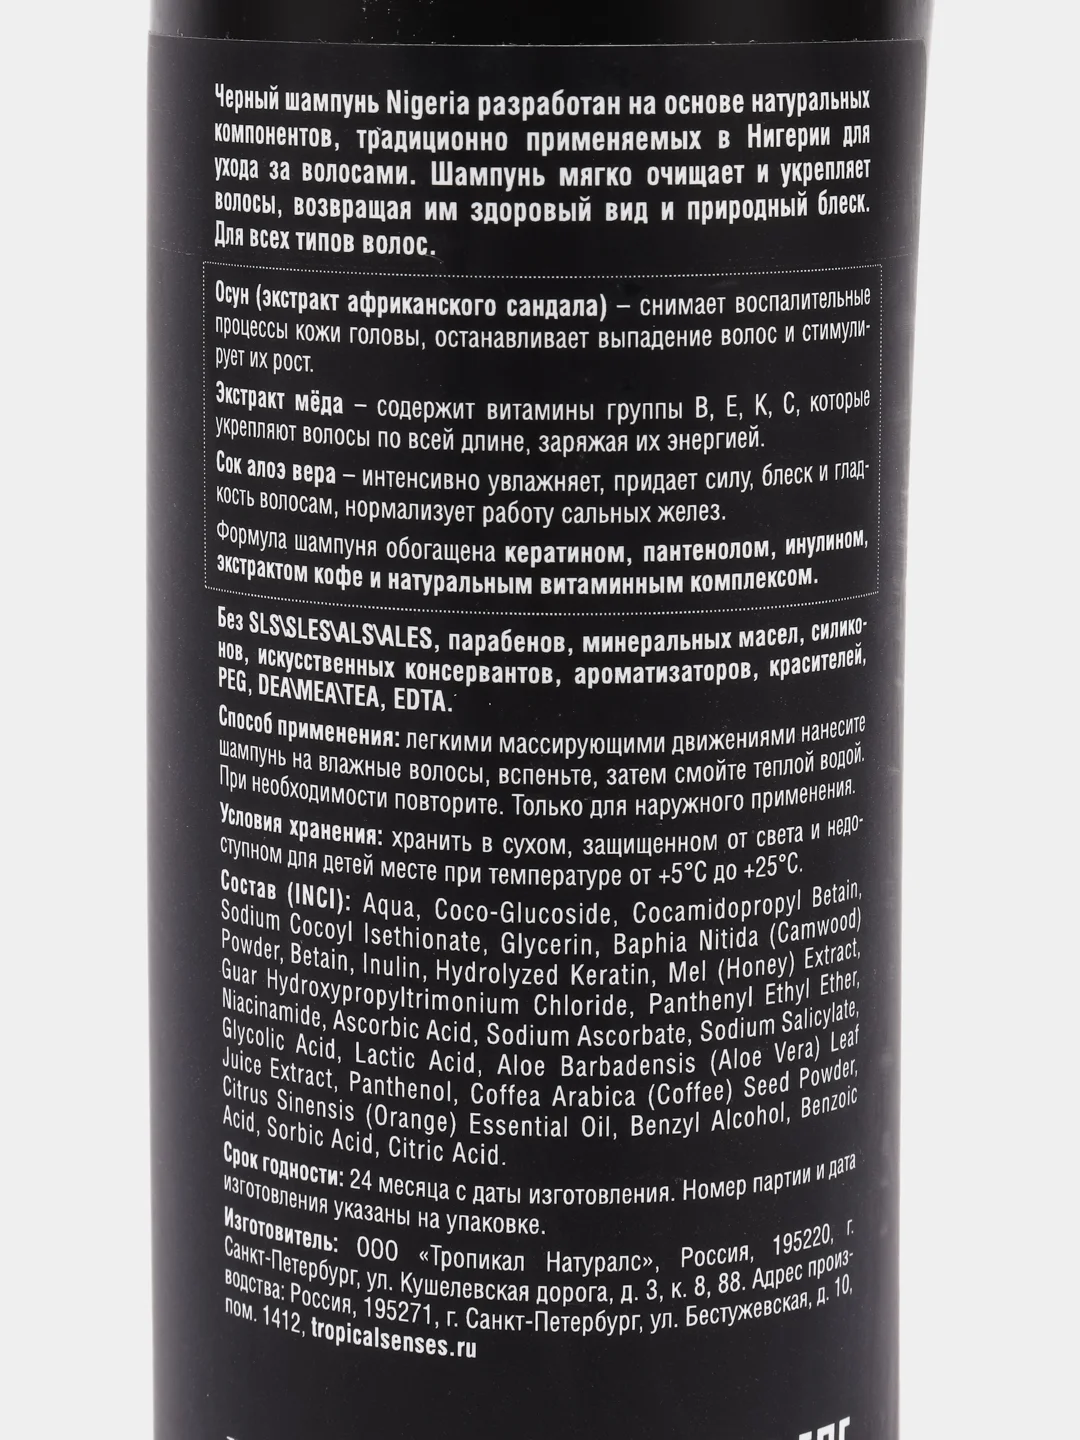 Черный шампунь Nigeria разработан на основе натуральных
компонентов, традиционно применяемых в Нигерии для
ухода за волосами. Шампунь мягко очищает и укрепляет
волосы, возвращая им здоровый вид и природный блеск.
Для всех типов волос.
Осун (экстракт африканского сандала) – снимает воспалительные
процессы кожи головы, останавливает выпадение волос и стимули-
рует их рост.
Экстракт мёда – содержит витамины группы B, E, K, C, которые
укрепляют волосы по всей длине, заряжая их энергией.
Сок алоэ вера – интенсивно увлажняет, придает силу, блеск и глад-
кость волосам, нормализует работу сальных желез.
Формула шампуня обогащена кератином, пантенолом, инулином,
экстрактом кофе и натуральным витаминным комплексом.
Без SLS\SLES\ALS\ALES, парабенов, минеральных масел, силико-
нов, искусственных консервантов, ароматизаторов, красителей,
PEG, DEA\MEA\TEA, EDTA.
Способ применения: легкими массирующими движениями нанесите
шампунь на влажные волосы, вспеньте, затем смойте теплой водой.
При необходимости повторите. Только для наружного применения.
Условия хранения: хранить в сухом, защищенном от света и недо-
ступном для детей месте при температуре от +5°C до +25°C.
Состав (INCI): Aqua, Coco-Glucoside, Cocamidopropyl Betain,
Sodium Cocoyl Isethionate, Glycerin, Baphia Nitida (Camwood)
Powder, Betain, Inulin, Hydrolyzed Keratin, Mel (Honey) Extract,
Guar Hydroxypropyltrimonium Chloride, Panthenyl Ethyl Ether,
Niacinamide, Ascorbic Acid, Sodium Ascorbate, Sodium Salicylate,
Glycolic Acid, Lactic Acid, Aloe Barbadensis (Aloe Vera) Leaf
Juice Extract, Panthenol, Coffea Arabica (Coffee) Seed Powder,
Citrus Sinensis (Orange) Essential Oil, Benzyl Alcohol, Benzoic
Acid, Sorbic Acid, Citric Acid.
Срок годности: 24 месяца с даты изготовления. Номер партии и дата
изготовления указаны на упаковке.
Изготовитель: ООО «Тропикал Натуралс», Россия, 195220, г.
Санкт-Петербург, ул. Кушелевская дорога, д. 3, к. 8, 88. Адрес произ-
водства: Россия, 195271, г. Санкт-Петербург, ул. Бестужевская, д. 10,
пом. 1412, tropicalsenses.ru